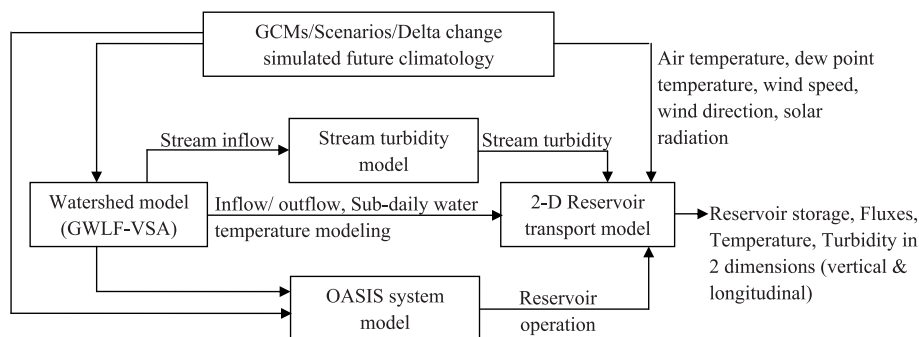 GCMs/Scenarios/Delta change
simulated future climatology
Air temperature, dew point
temperature, wind speed,
wind direction, solar
radiation
Stream inflow
Stream turbidity
model
Stream turbidity
Watershed model
(GWLF-VSA)
Inflow/ outflow, Sub-daily water
temperature modeling
2-D Reservoir
transport model
Reservoir storage, Fluxes,
Temperature, Turbidity in
2 dimensions (vertical &
longitudinal)
OASIS system
model
Reservoir
operation